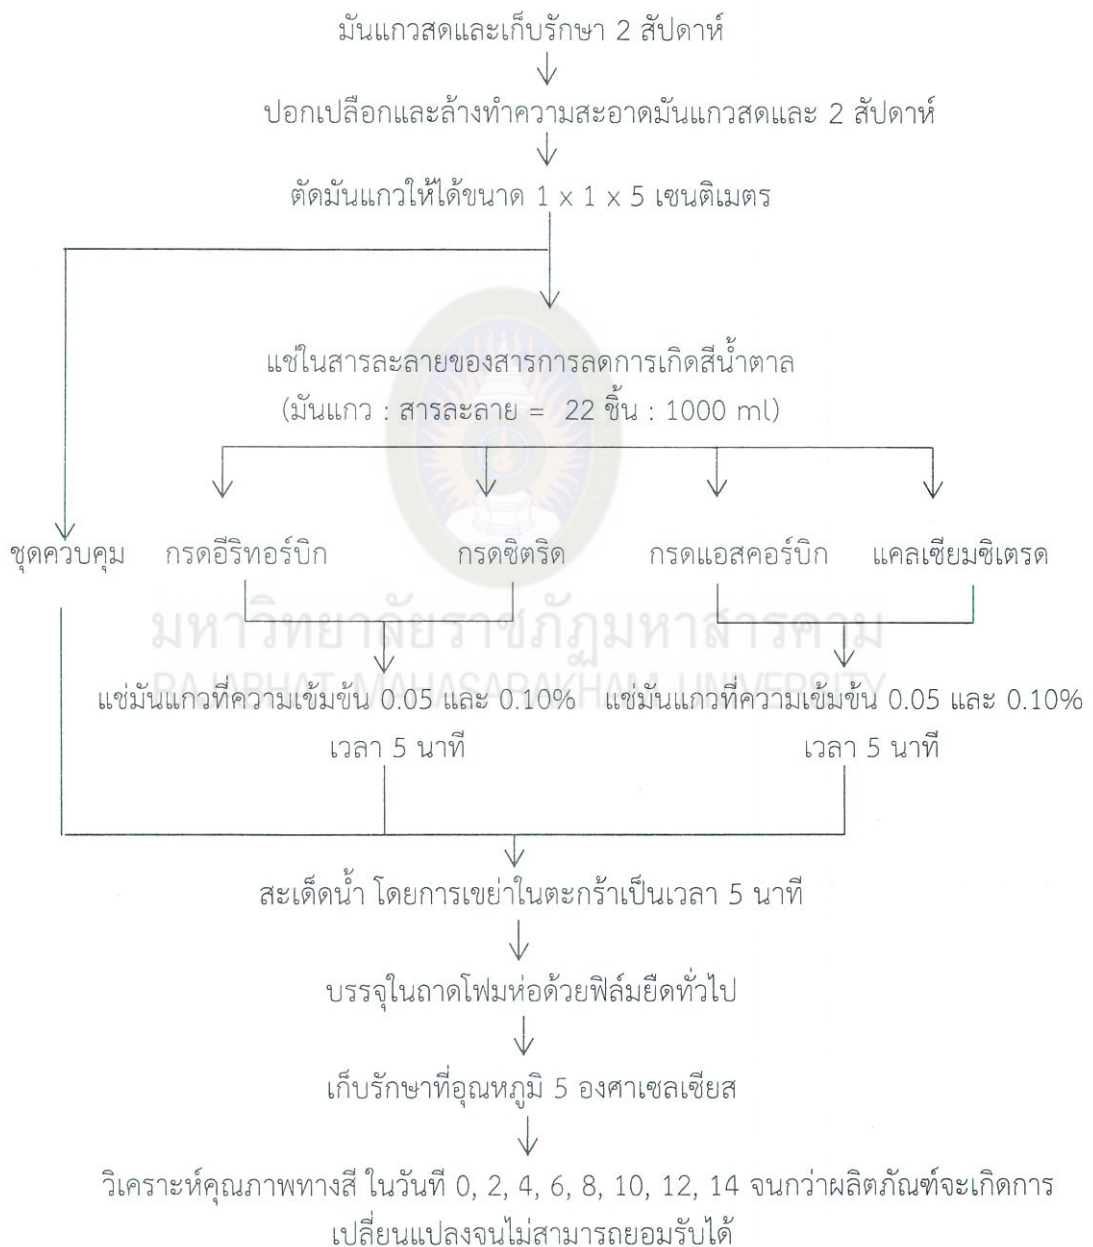 มันแกวสดและเก็บรักษา 2 สัปดาห์
ปอกเปลือกและล้างทำความสะอาดมันแกวสดและ 2 สัปดาห์
ตัดมันแกวให้ได้ขนาด 1 x 1 x 5 เซนติเมตร
แช่ในสารละลายของสารการลดการเกิดสีน้ำตาล
(มันแกว : สารละลาย = 22 ชิ้น : 1000 ml)
ชุดควบคุม กรดอีริทอร์บิก กรดซิตริด กรดแอสคอร์บิก แคลเซียมซิเตรด
มหาวิทยาลัยราชภัฏมหาสารคาม
RAJABHAT MAHASARAKHAM UNIVERSITY
แช่มันแกวที่ความเข้มข้น 0.05 และ 0.10% แช่มันแกวที่ความเข้มข้น 0.05 และ 0.10%
เวลา 5 นาที เวลา 5 นาที
สะเด็ดน้ำ โดยการเขย่าในตะกร้าเป็นเวลา 5 นาที
บรรจุในถาดโฟมห่อด้วยฟิล์มยืดทั่วไป
เก็บรักษาที่อุณหภูมิ 5 องศาเซลเซียส
วิเคราะห์คุณภาพทางสี ในวันที่ 0, 2, 4, 6, 8, 10, 12, 14 จนกว่าผลิตภัณฑ์จะเกิดการ
เปลี่ยนแปลงจนไม่สามารถยอมรับได้